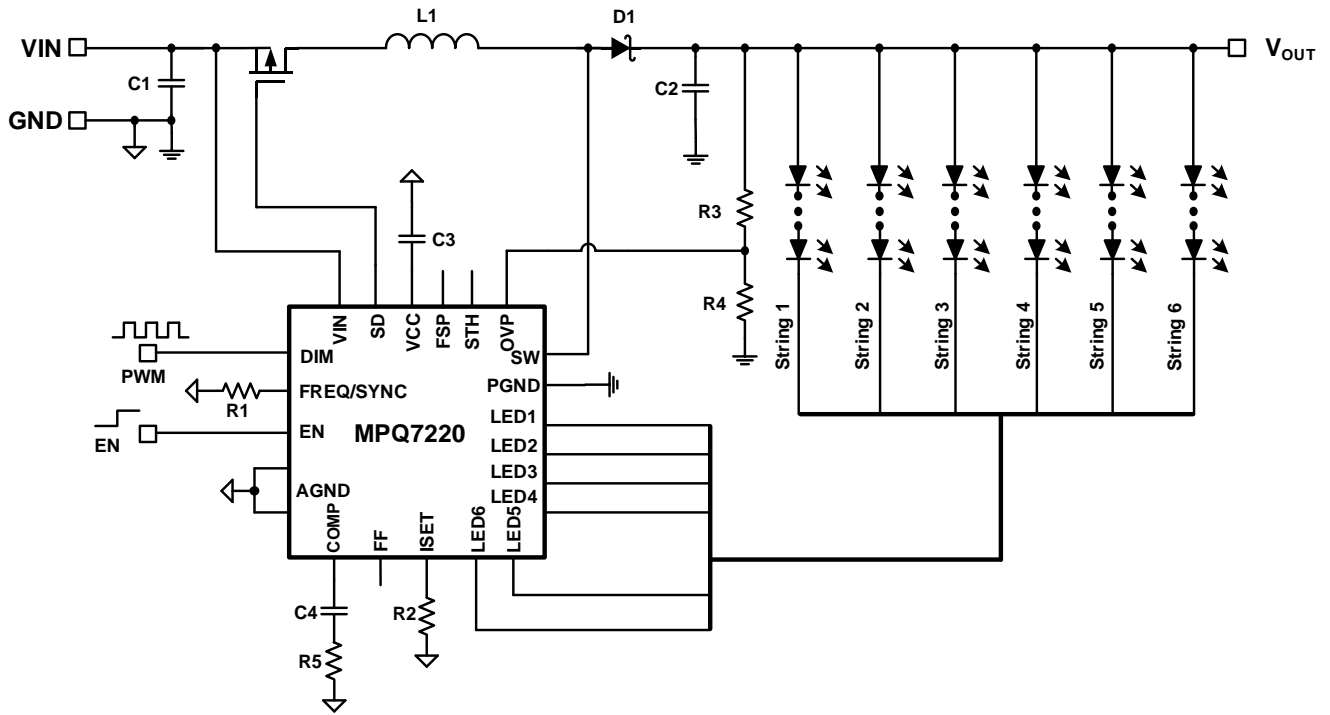 L1
D1
VIN
C1
C2
V_OUT
GND
R3
C3
R4
String 1
String 2
String 3
String 4
String 5
String 6
VIN
SD
VCC
FSP
STH
OVP
PWM
DIM
SW
R1
FREQ/SYNC
PGND
EN
EN
MPQ7220
LED1
LED2
LED3
AGND
LED4
COMP
FF
ISET
LED6
LED5
C4
R2
R5